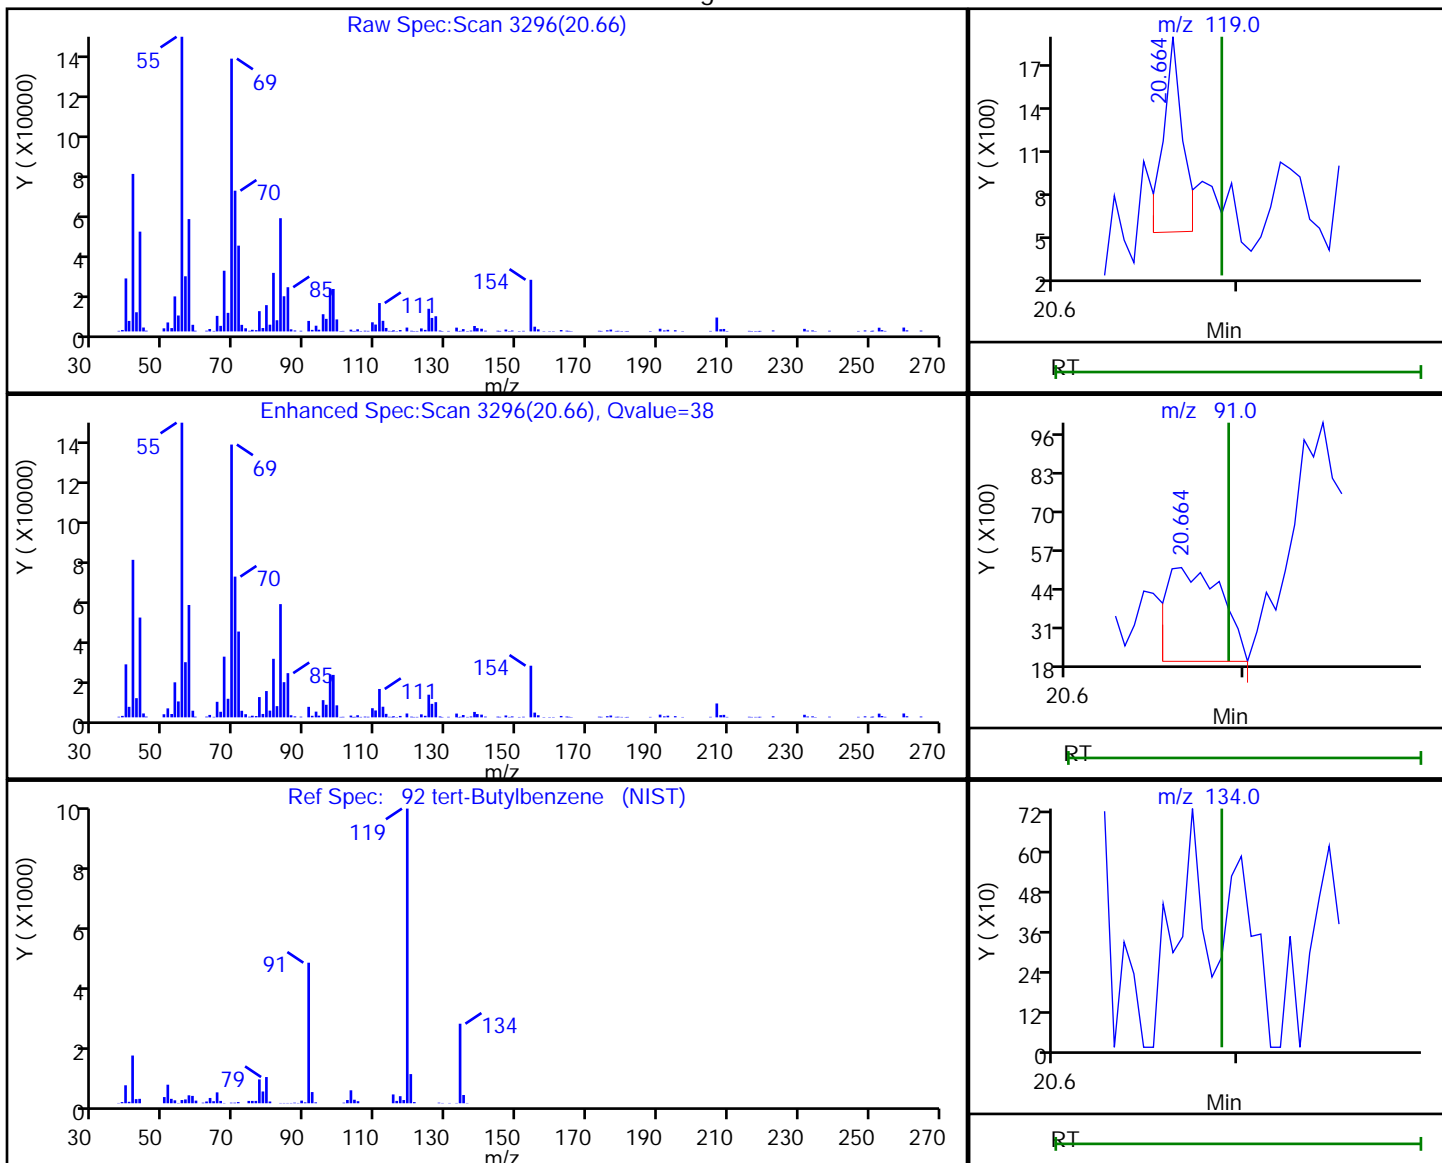 Raw Spec:Scan 3296(20.66)
Y ( X10000)
14
12
10
8
6
4
2
0
55
69
70
85
111
154
30 50 70 90 110 130 150 170 190 210 230 250 270
m/z
m/z 119.0
Y ( X100)
17
14
11
8
5
2
20.664
20.6
Min
RT
Enhanced Spec:Scan 3296(20.66), Qvalue=38
Y ( X10000)
14
12
10
8
6
4
2
0
55
69
70
85
111
154
30 50 70 90 110 130 150 170 190 210 230 250 270
m/z
m/z 91.0
Y ( X100)
96
83
70
57
44
31
18
20.664
20.6
Min
RT
Ref Spec: 92 tert-Butylbenzene (NIST)
Y ( X1000)
10
8
6
4
2
0
119
91
134
79
30 50 70 90 110 130 150 170 190 210 230 250 270
m/z
m/z 134.0
Y ( X10)
72
60
48
36
24
12
0
20.6
Min
RT